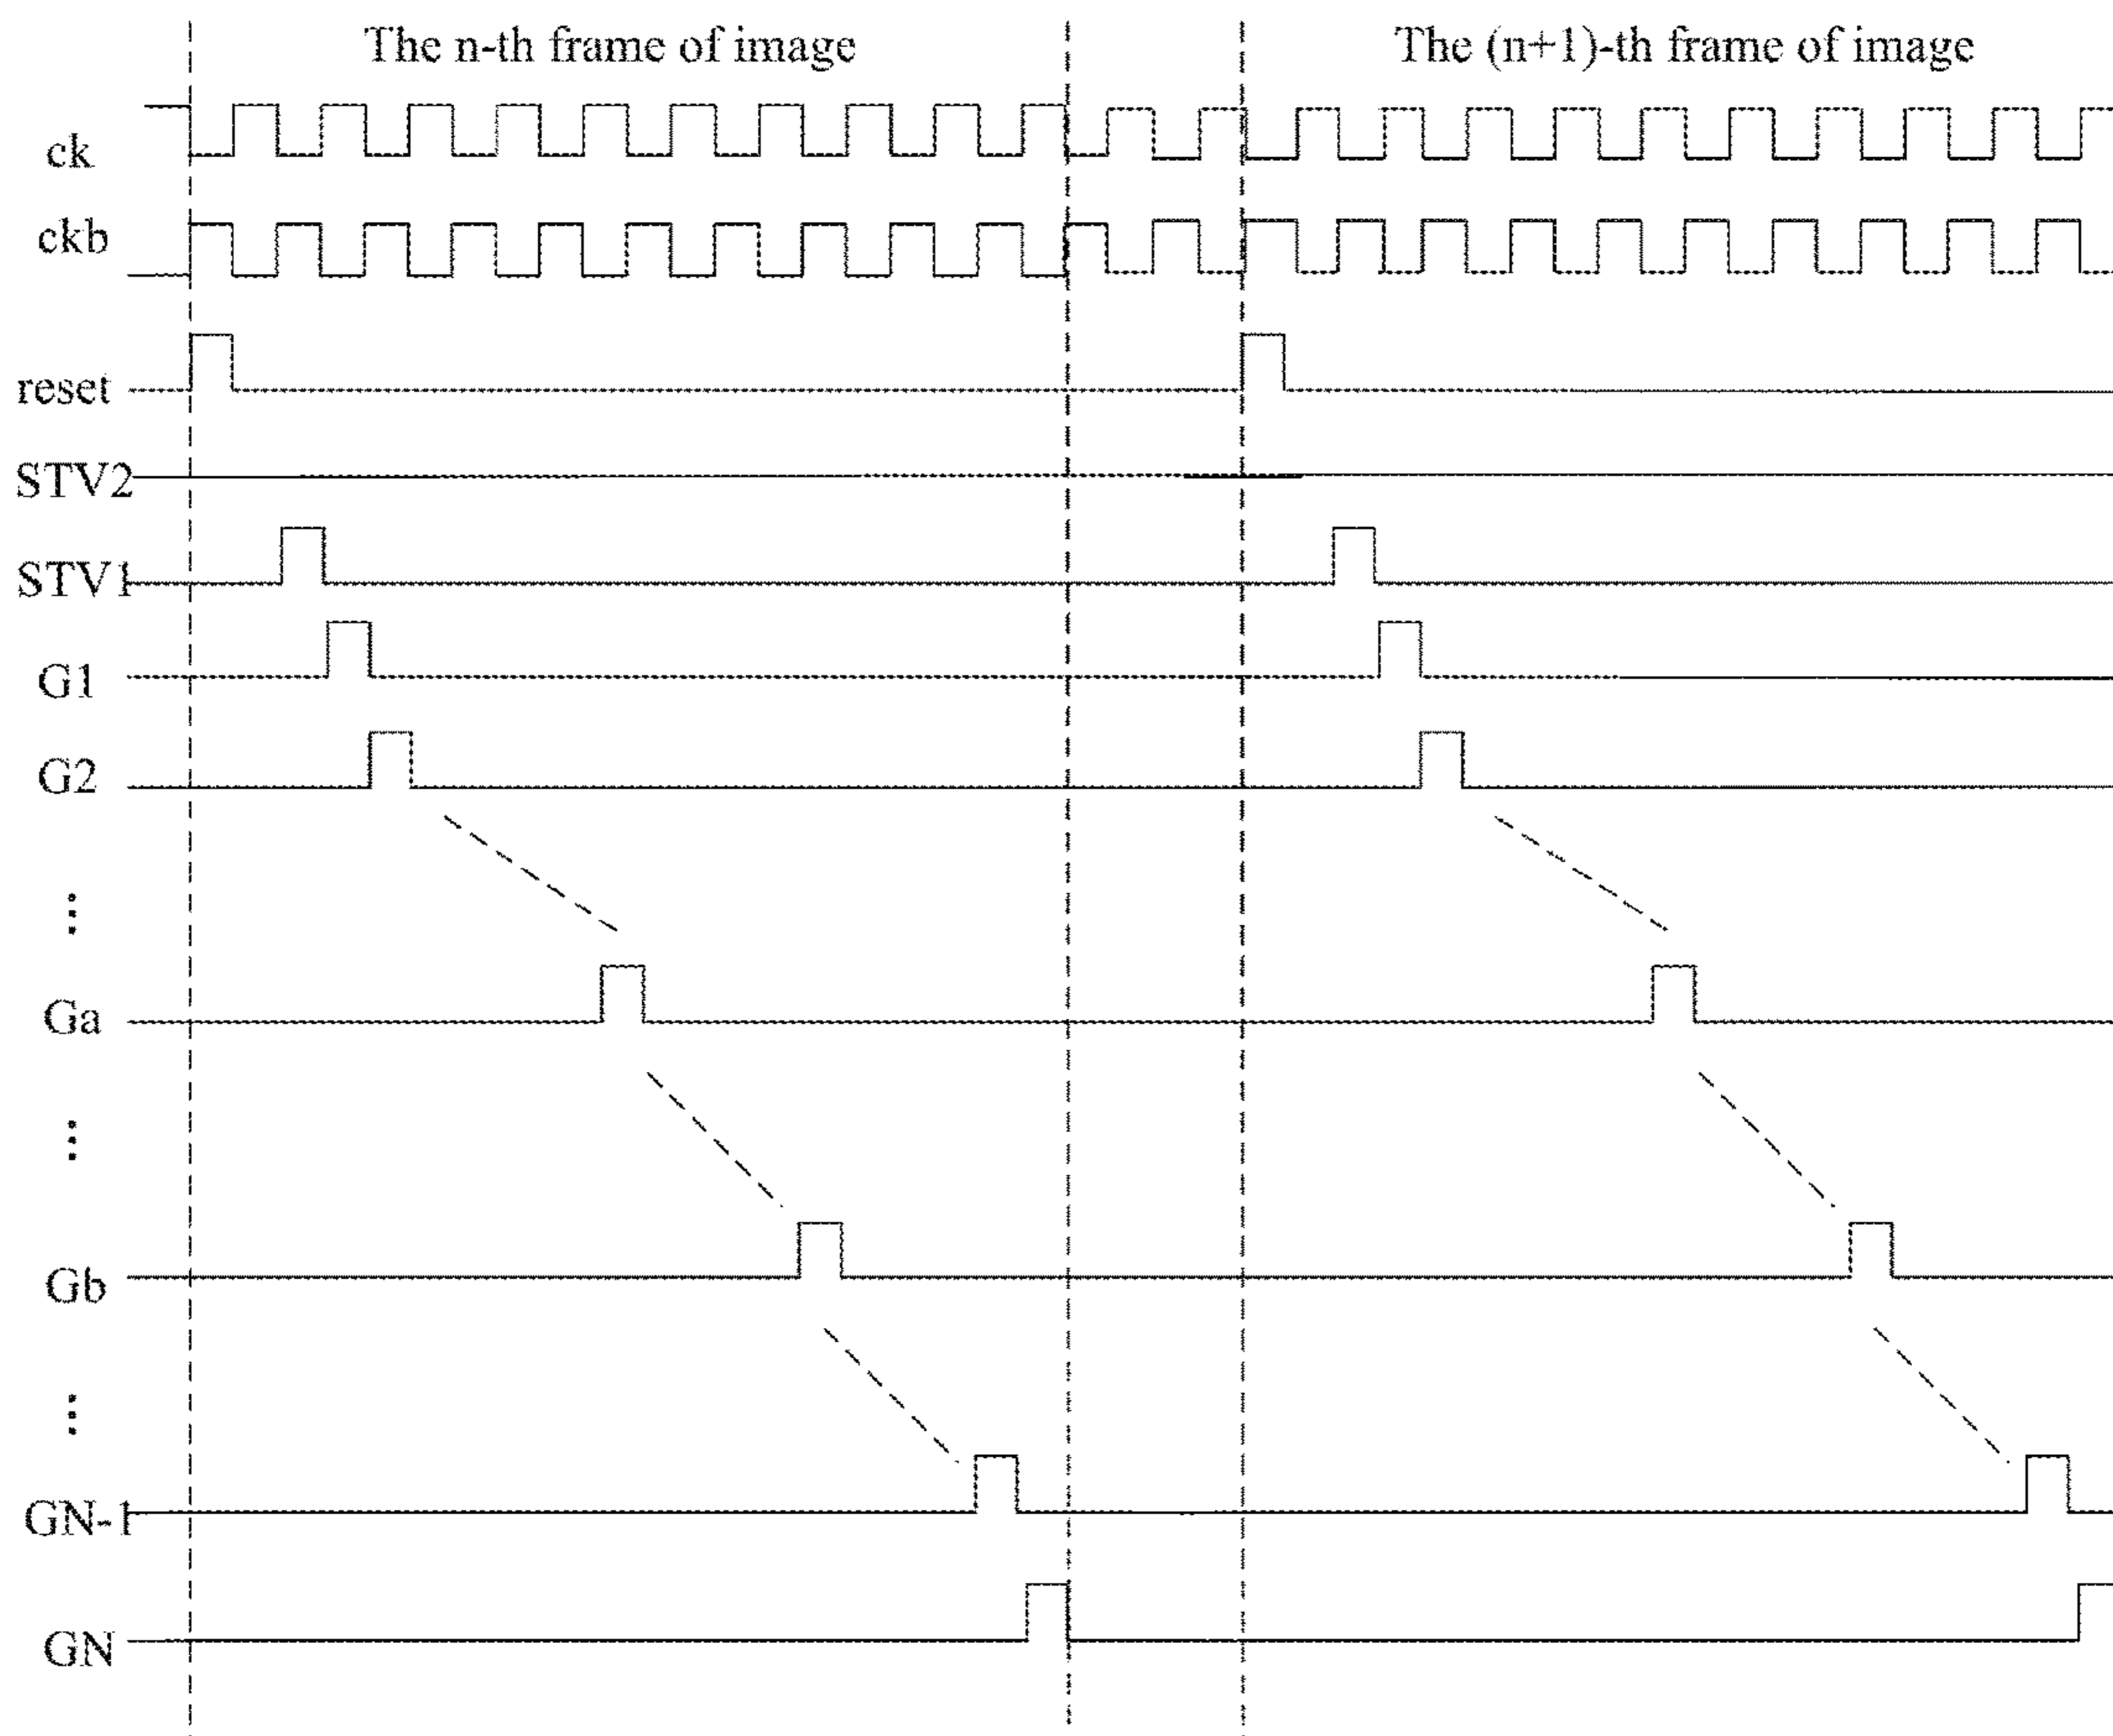 The n-th frame of image
The (n+1)-th frame of image
ck
ckb
reset
STV2
STV1
G1
G2
⋮
Ga
⋮
Gb
⋮
GN-1
GN